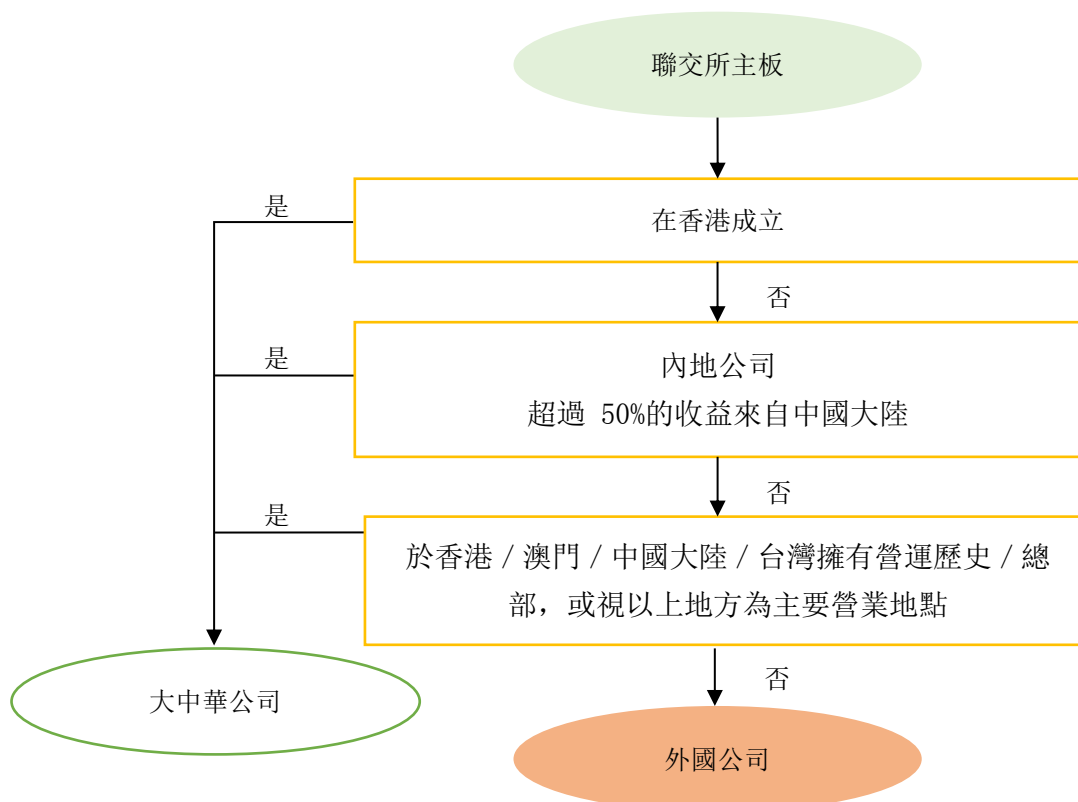 聯交所主板
是
在香港成立
否
是
內地公司
超過 50%的收益來自中國大陸
否
是
於香港／澳門／中國大陸／台灣擁有營運歷史／總
部，或視以上地方為主要營業地點
否
大中華公司
外國公司